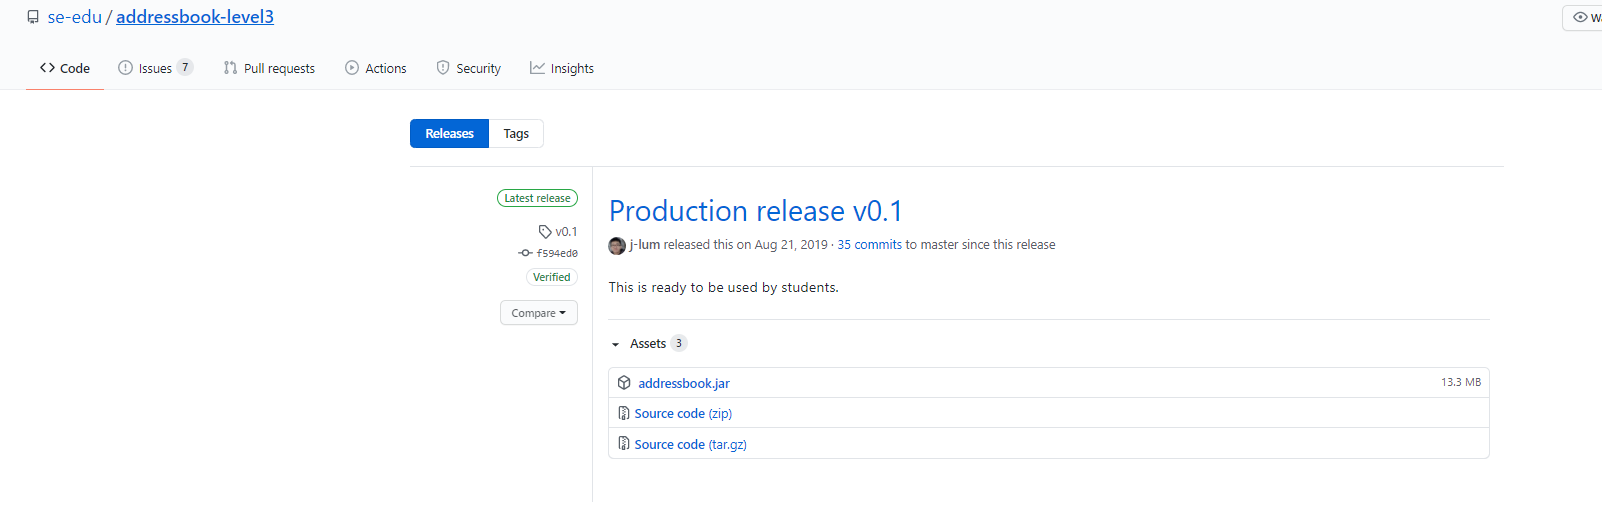 se-edu / addressbook-level3
Code Issues 7 Pull requests Actions Security Insights
Releases Tags
Latest release
v0.1
f594ed0
Verified
Compare
Production release v0.1
j-lum released this on Aug 21, 2019 · 35 commits to master since this release
This is ready to be used by students.
Assets 3
addressbook.jar 13.3 MB
Source code (zip)
Source code (tar.gz)